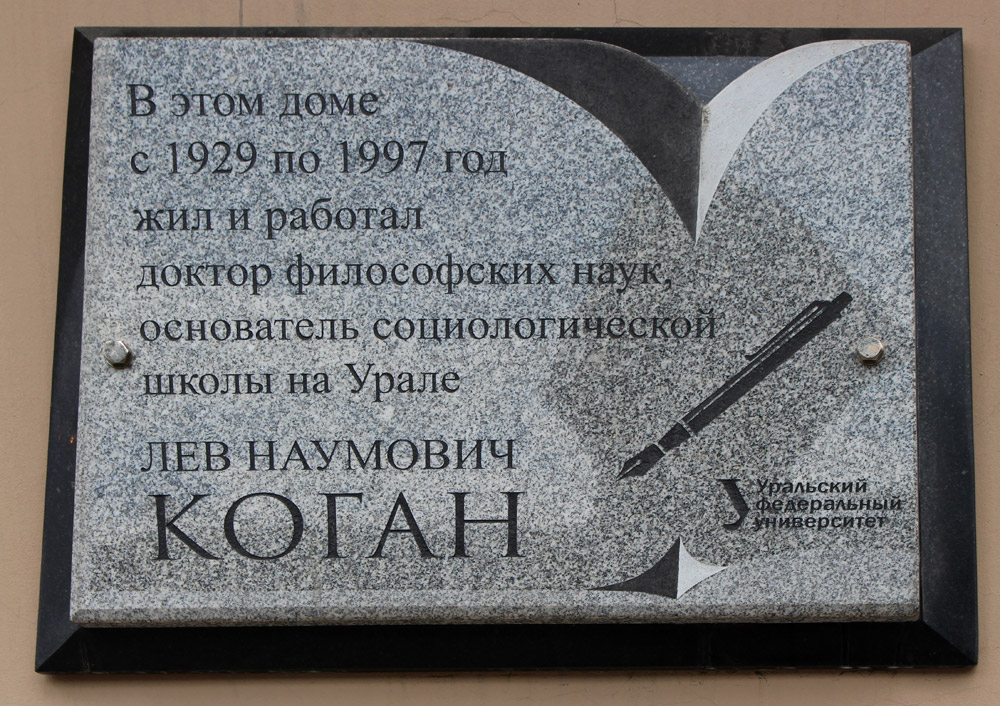 В этом доме
с 1929 по 1997 год
жил и работал
доктор философских наук,
основатель социологической
школы на Урале
ЛЕВ НАУМОВИЧ
КОГАН
Уральский
федеральный
университет